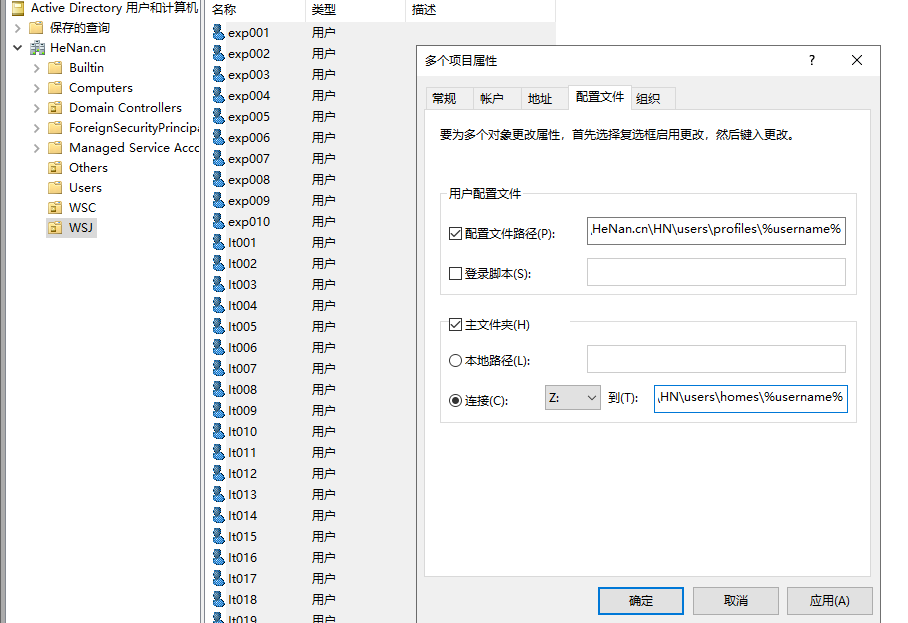 Active Directory 用户和计算机
保存的查询
HeNan.cn
Builtin
Computers
Domain Controllers
ForeignSecurityPrincipa
Managed Service Acco
Others
Users
WSC
WSJ
名称 类型 描述
exp001 用户
exp002 用户
exp003 用户
exp004 用户
exp005 用户
exp006 用户
exp007 用户
exp008 用户
exp009 用户
exp010 用户
lt001 用户
lt002 用户
lt003 用户
lt004 用户
lt005 用户
lt006 用户
lt007 用户
lt008 用户
lt009 用户
lt010 用户
lt011 用户
lt012 用户
lt013 用户
lt014 用户
lt015 用户
lt016 用户
lt017 用户
lt018 用户
lt019 用户
多个项目属性 ?
常规 帐户 地址 配置文件 组织
要为多个对象更改属性，首先选择复选框启用更改，然后键入更改。
用户配置文件
配置文件路径(P): HeNan.cn\HN\users\profiles\%username%
登录脚本(S):
主文件夹(H)
本地路径(L):
连接(C): Z: 到(T): \HN\users\homes\%username%
确定 取消 应用(A)